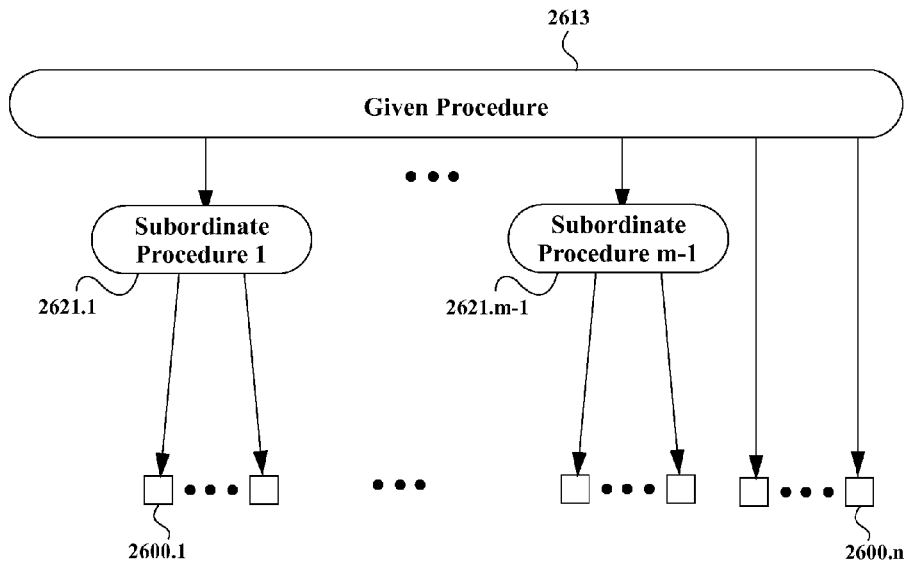 2613
Given Procedure
Subordinate
Procedure 1
Subordinate
Procedure m-1
2621.1
2621.m-1
2600.1
2600.n